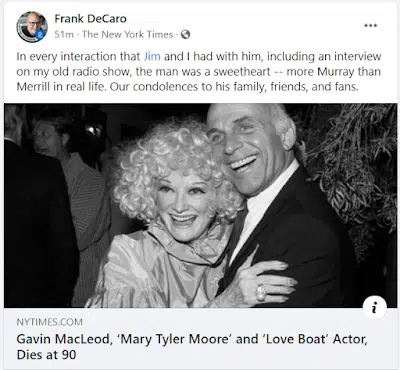 Frank DeCaro
51m · The New York Times ·
In every interaction that Jim and I had with him, including an interview
on my old radio show, the man was a sweetheart -- more Murray than
Merrill in real life. Our condolences to his family, friends, and fans.
i
NYTIMES.COM
Gavin MacLeod, ‘Mary Tyler Moore’ and ‘Love Boat’ Actor,
Dies at 90